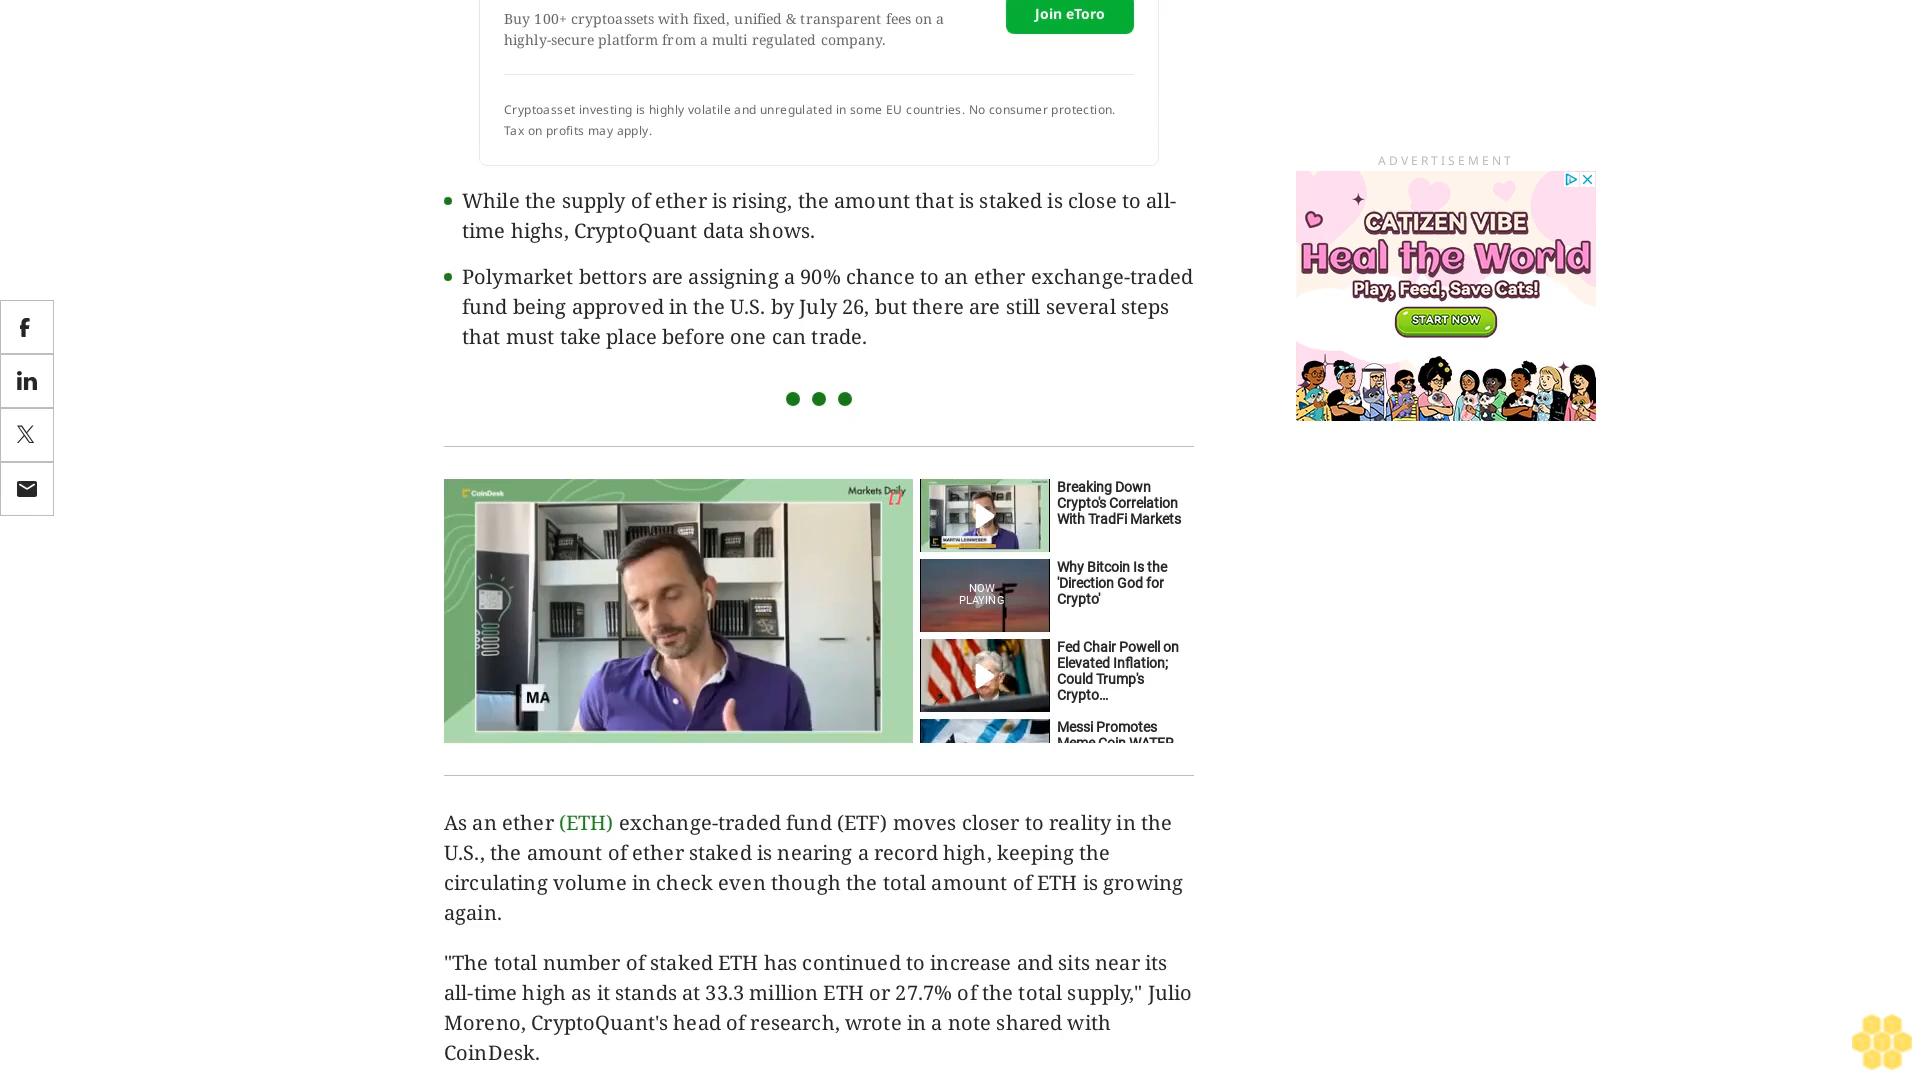 Buy 100+ cryptoassets with fixed, unified & transparent fees on a
highly-secure platform from a multi regulated company.
Join eToro
Cryptoasset investing is highly volatile and unregulated in some EU countries. No consumer protection.
Tax on profits may apply.
While the supply of ether is rising, the amount that is staked is close to all-
time highs, CryptoQuant data shows.
Polymarket bettors are assigning a 90% chance to an ether exchange-traded
fund being approved in the U.S. by July 26, but there are still several steps
that must take place before one can trade.
CoinDesk
Markets Daily
MA
MARTIN LEINWEBER
Breaking Down
Crypto's Correlation
With TradFi Markets
NOW
PLAYING
Why Bitcoin Is the
'Direction God for
Crypto'
Fed Chair Powell on
Elevated Inflation;
Could Trump's
Crypto...
Messi Promotes
Meme Coin WATER
As an ether (ETH) exchange-traded fund (ETF) moves closer to reality in the
U.S., the amount of ether staked is nearing a record high, keeping the
circulating volume in check even though the total amount of ETH is growing
again.
"The total number of staked ETH has continued to increase and sits near its
all-time high as it stands at 33.3 million ETH or 27.7% of the total supply," Julio
Moreno, CryptoQuant's head of research, wrote in a note shared with
CoinDesk.
ADVERTISEMENT
CATIZEN VIBE
Heal the World
Play, Feed, Save Cats!
START NOW